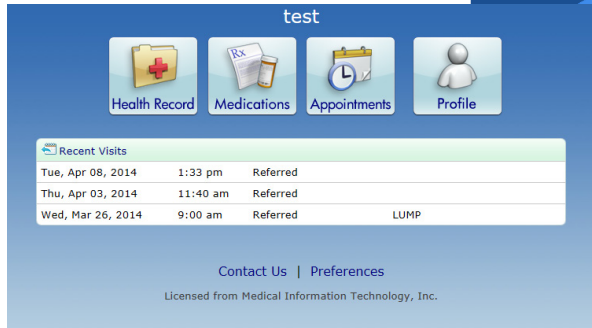 test
Rx
Health Record Medications Appointments Profile
Recent Visits
Tue, Apr 08, 2014 1:33 pm Referred
Thu, Apr 03, 2014 11:40 am Referred
Wed, Mar 26, 2014 9:00 am Referred LUMP
Contact Us | Preferences
Licensed from Medical Information Technology, Inc.